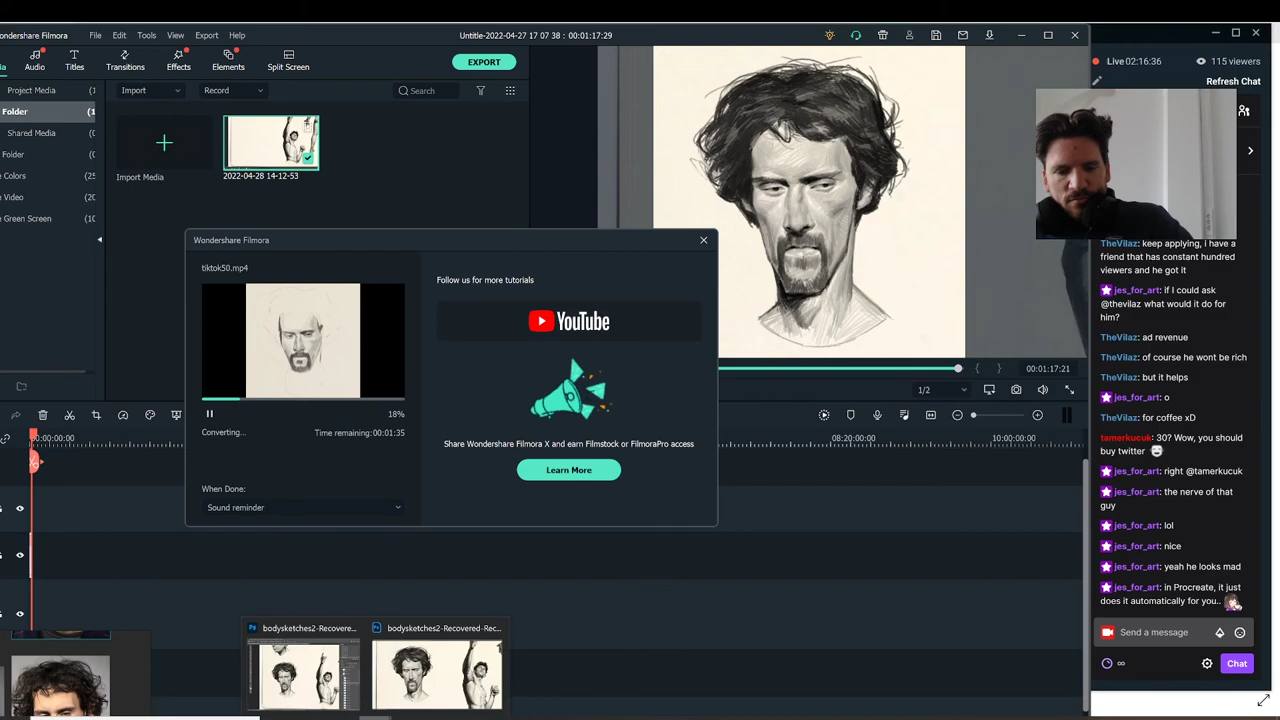 ondershare Filmora
File
Edit
Tools
View
Export
Help
Untitle-2022-04-27 07 38 : 00:01:17:29
Audio
Titles
Transitions
Effects
Elements
Split Screen
EXPORT
Project Media
Folder
Shared Media
Folder
Colors
Video
Green Screen
Import
Record
Search
Import Media
2022-04-28 14-12-53
Wondershare Filmora
tiktok50.mp4
18%
Converting...
Time remaining:00:01:35
When Done:
Sound reminder
Follow us for more tutorials
YouTube
Share Wondershare Filmora X and earn Filmstock or FilmoraPro access
Learn More
00:01:17:21
1/2
00:00:00:00
08:20:00:00
10:00:00:00
Ps bodysketches2-Recovere...
bodysketches2-Recovered-Rec...
Live 02:16:36
115 viewers
Refresh Chat
TheVilaz: keep applying, i have a
friend that has constant hundred
viewers and he got it
jes_for_art: if I could ask
@thevilaz what would it do for
him?
TheVilaz: ad revenue
TheVilaz: of course he wont be rich
TheVilaz: but it helps
jes_for_art: o
TheVilaz: for coffee xD
tamerkucuk: 30? Wow, you should
buy twitter
jes_for_art: right @tamerkucuk
jes_for_art: the nerve of that
guy
jes_for_art: lol
jes_for_art: nice
jes_for_art: yeah he looks mad
jes_for_art: in Procreate, it just
does it automatically for you..
Send a message
∞
Chat